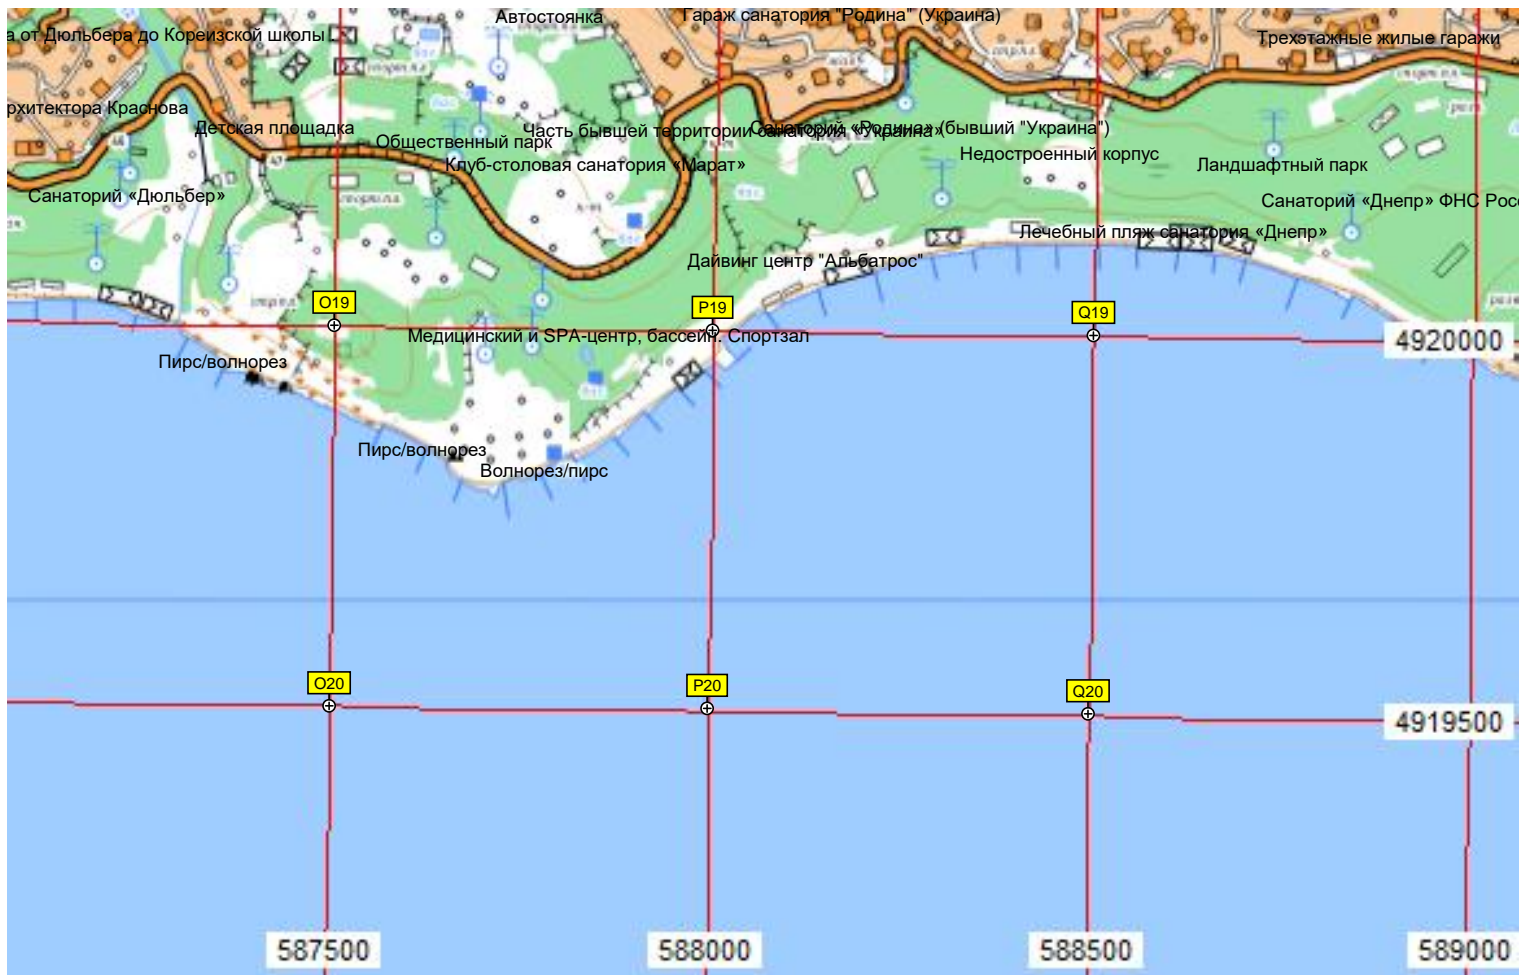 Автостоянка
Гараж санатория "Родина" (Украина)
а от Дюльбера до Кореизской школы
Трехэтажные жилые гаражи
рхитектора Краснова
Детская площадка
Общественный парк
Часть бывшей территории санатория «Украина»
Санаторий «Родина» (бывший "Украина")
Клуб-столовая санатория «Марат»
Недостроенный корпус
Ландшафтный парк
Санаторий «Дюльбер»
Санаторий «Днепр» ФНС Росс
Лечебный пляж санатория «Днепр»
Дайвинг центр "Альбатрос"
O19
P19
Q19
Медицинский и SPA-центр, бассейн. Спортзал
4920000
Пирс/волнорез
Пирс/волнорез
Волнорез/пирс
O20
P20
Q20
4919500
587500
588000
588500
589000